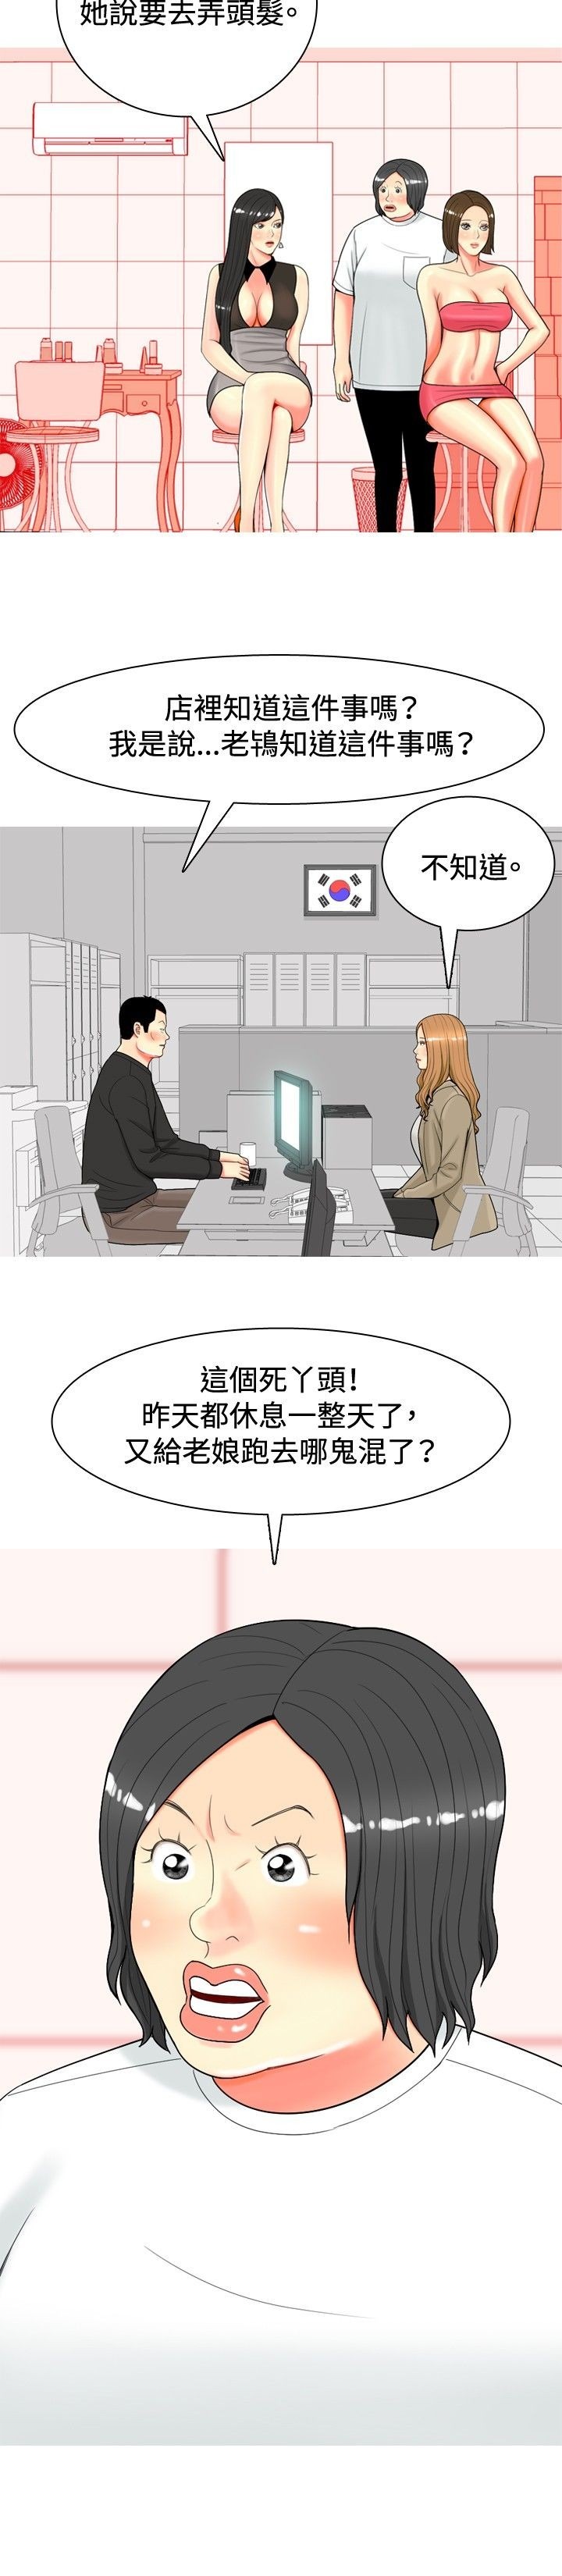 她說要去弄頭髮。
店裡知道這件事嗎？
我是說...老鴇知道這件事嗎？
不知道。
這個死丫頭！
昨天都休息一整天了，
又給老娘跑去哪鬼混了？